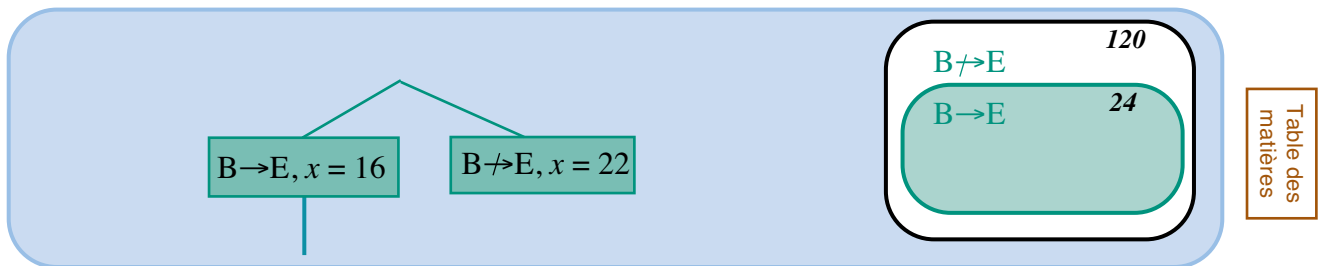 B→E, x = 16
B↛E, x = 22
120
B↛E
24
B→E
Table des
matières